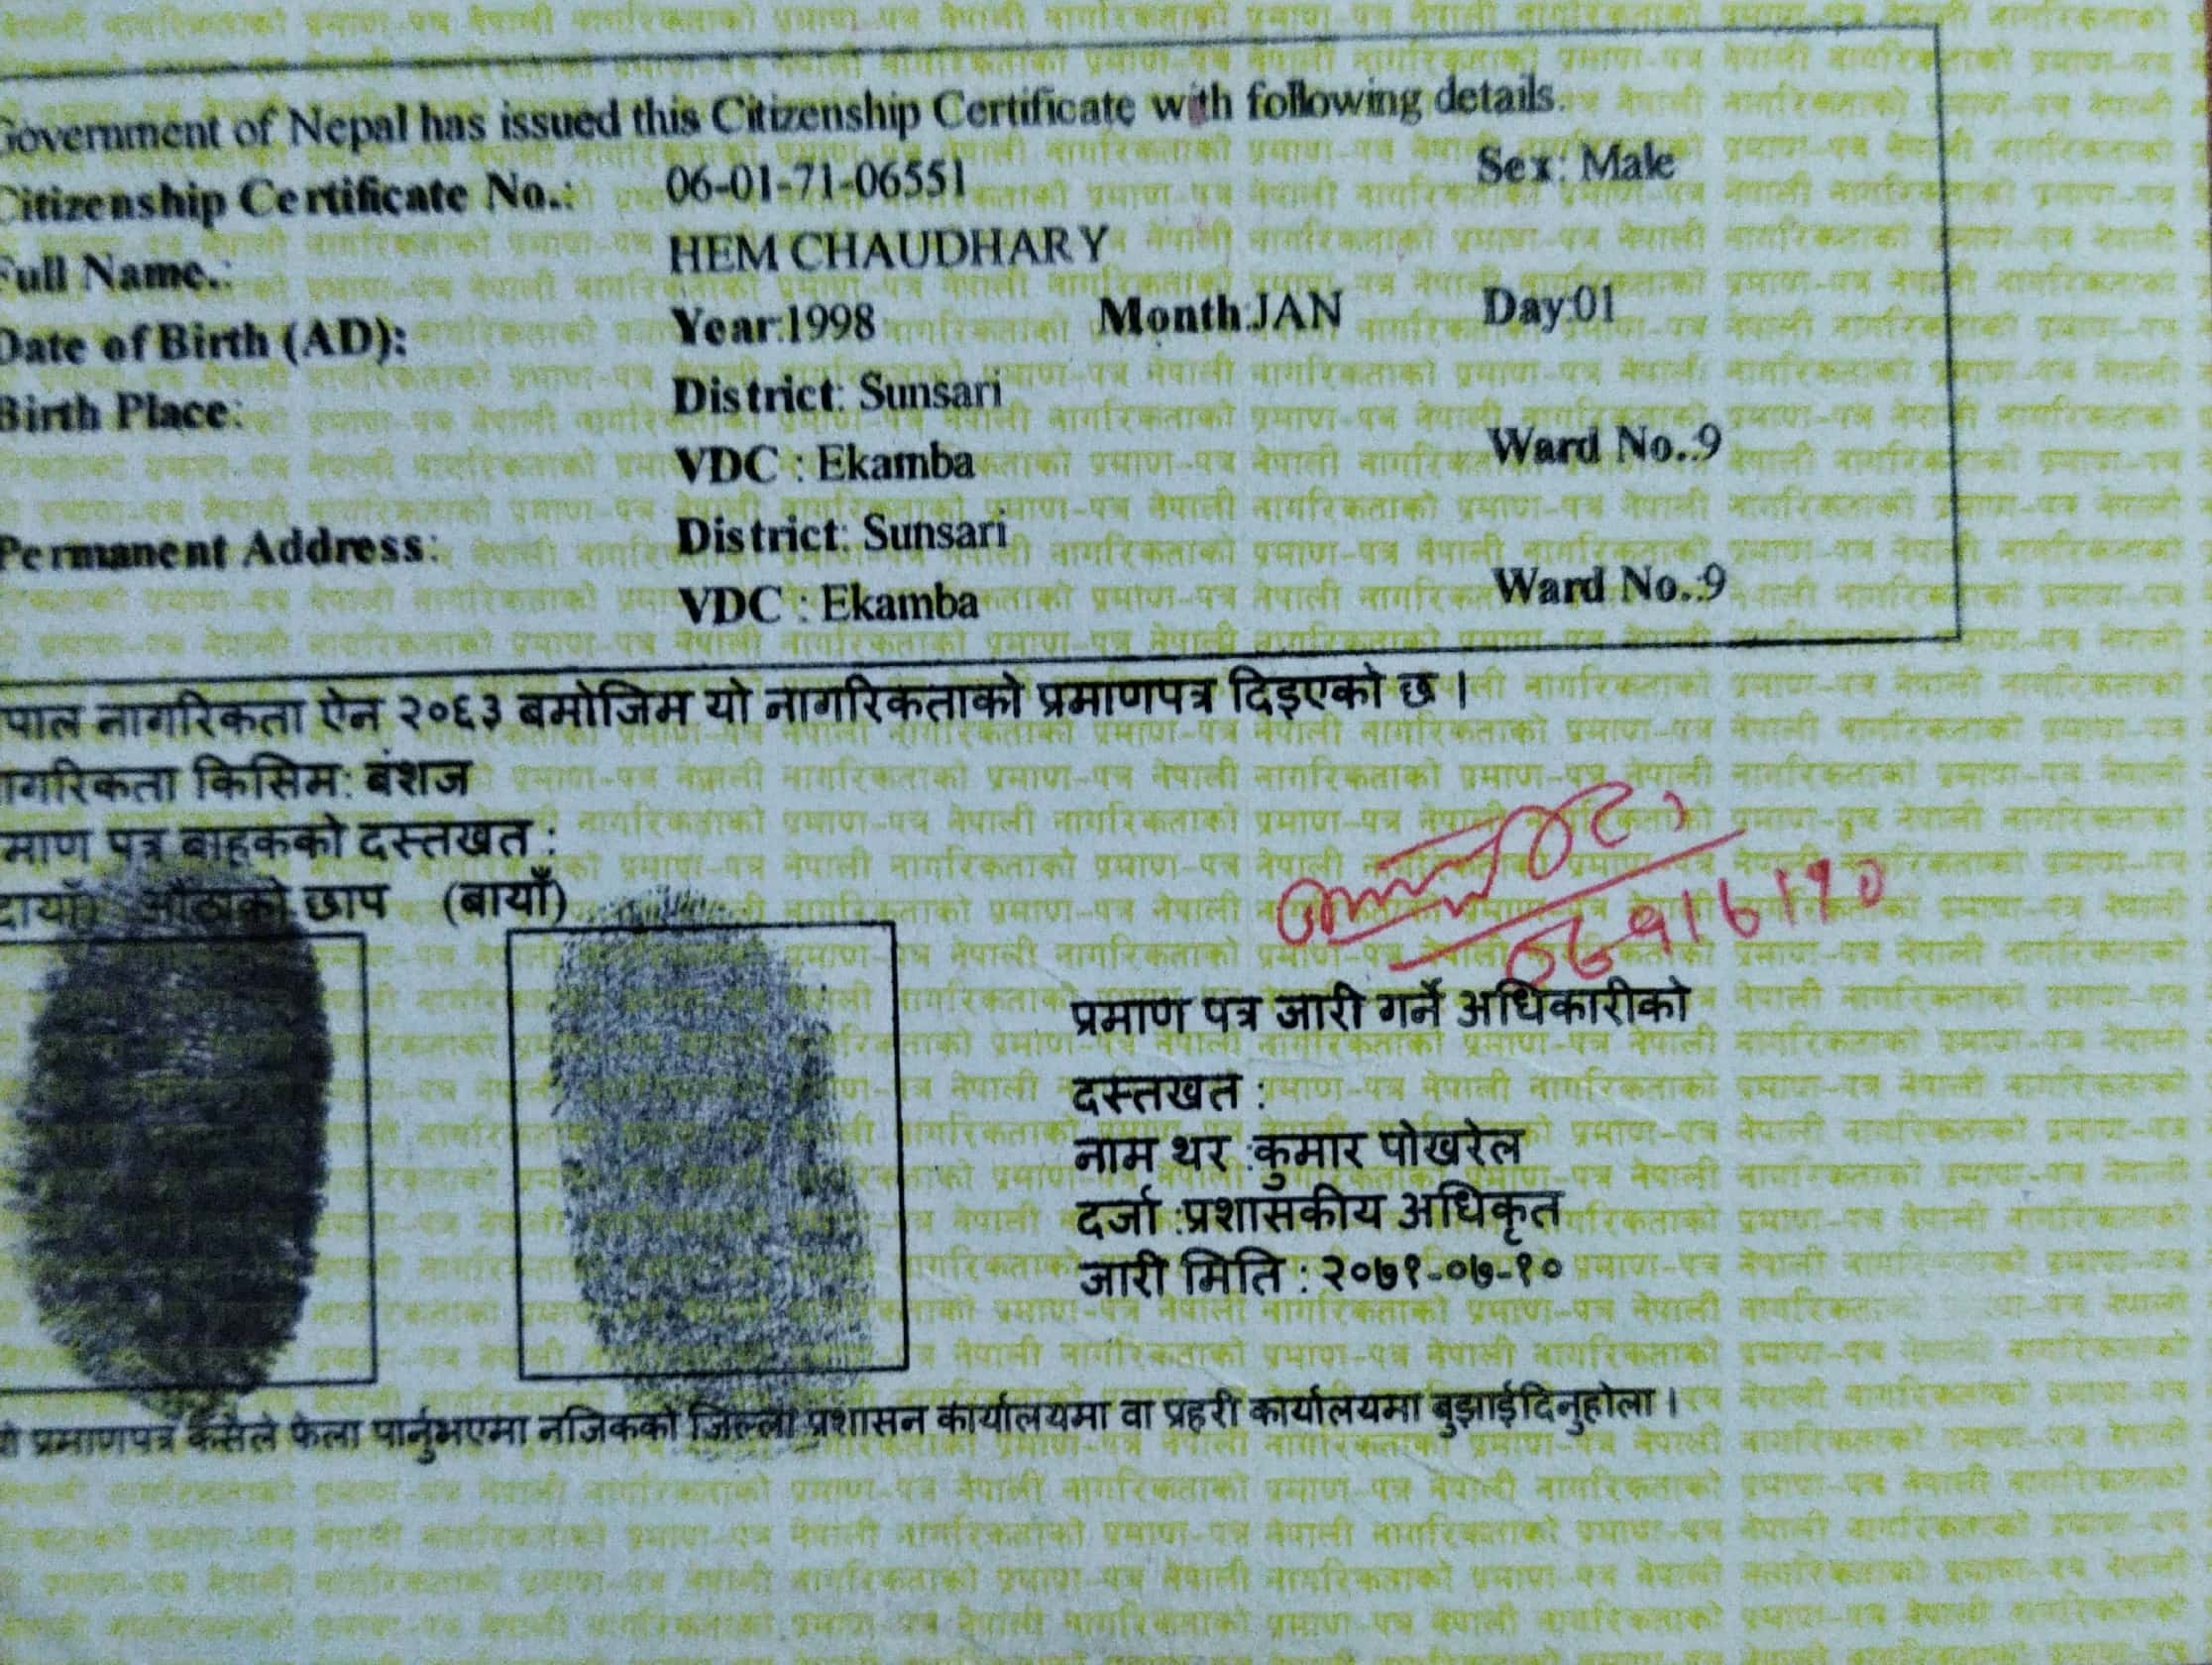 Government of Nepal has issued this Citizenship Certificate with following details.
Citizenship Certificate No.: 06-01-71-06551 Sex: Male
Full Name.: HEM CHAUDHARY
Date of Birth (AD): Year:1998 Month:JAN Day:01
Birth Place: District: Sunsari
VDC : Ekamba Ward No.:9
Permanent Address: District: Sunsari
VDC : Ekamba Ward No.:9
पाल नागरिकता ऐन २०६३ बमोजिम यो नागरिकताको प्रमाणपत्र दिइएको छ ।
ागरिकता किसिम: बंशज
माण पत्र बाहकको दस्तखत :
दायाँ) औंठाको छाप (बायाँ)
प्रमाण पत्र जारी गर्ने अधिकारीको
दस्तखत :
नाम थर :कुमार पोखरेल
दर्जा :प्रशासकीय अधिकृत
जारी मिति : २०७१-०७-१०
ो प्रमाणपत्र कसैले फेला पार्नुभएमा नजिकको जिल्ला प्रशासन कार्यालयमा वा प्रहरी कार्यालयमा बुझाईदिनुहोला ।